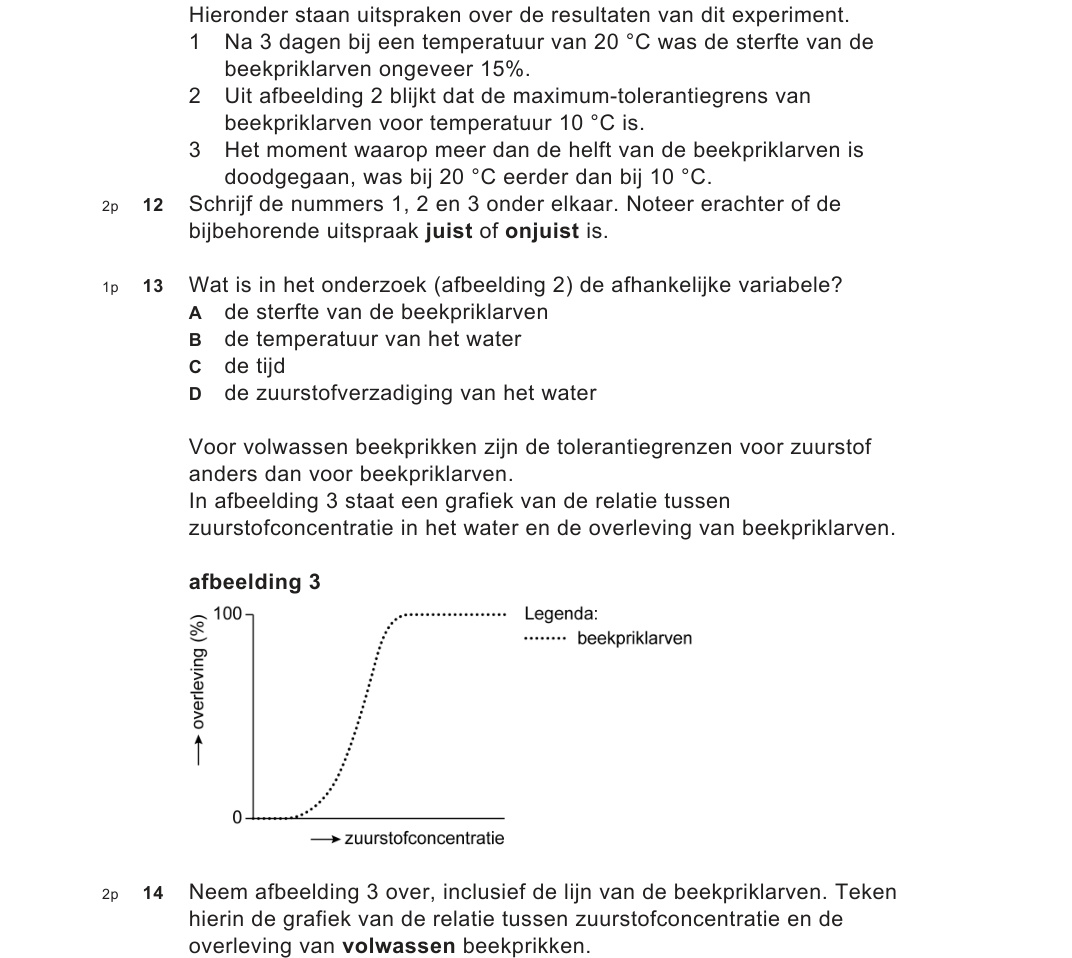 Hieronder staan uitspraken over de resultaten van dit experiment.
1 Na 3 dagen bij een temperatuur van 20 °C was de sterfte van de
beekpriklarven ongeveer 15%.
2 Uit afbeelding 2 blijkt dat de maximum-tolerantiegrens van
beekpriklarven voor temperatuur 10 °C is.
3 Het moment waarop meer dan de helft van de beekpriklarven is
doodgegaan, was bij 20 °C eerder dan bij 10 °C.
2p 12 Schrijf de nummers 1, 2 en 3 onder elkaar. Noteer erachter of de
bijbehorende uitspraak juist of onjuist is.
1p 13 Wat is in het onderzoek (afbeelding 2) de afhankelijke variabele?
A de sterfte van de beekpriklarven
B de temperatuur van het water
C de tijd
D de zuurstofverzadiging van het water
Voor volwassen beekprikken zijn de tolerantiegrenzen voor zuurstof
anders dan voor beekpriklarven.
In afbeelding 3 staat een grafiek van de relatie tussen
zuurstofconcentratie in het water en de overleving van beekpriklarven.
afbeelding 3
100
overleving (%)
0
zuurstofconcentratie
Legenda:
beekpriklarven
2p 14 Neem afbeelding 3 over, inclusief de lijn van de beekpriklarven. Teken
hierin de grafiek van de relatie tussen zuurstofconcentratie en de
overleving van volwassen beekprikken.